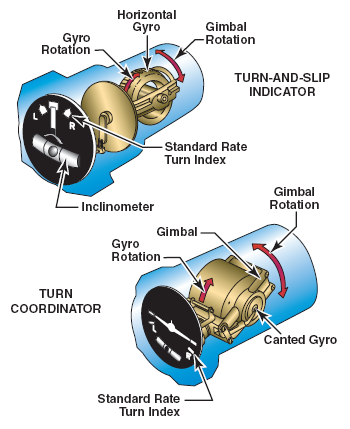 Horizontal
Gyro
Gyro
Rotation
Gimbal
Rotation
TURN-AND-SLIP
INDICATOR
L
R
Standard Rate
Turn Index
Inclinometer
Gimbal
Rotation
Gimbal
Gyro
Rotation
TURN
COORDINATOR
L
R
Canted Gyro
Standard Rate
Turn Index